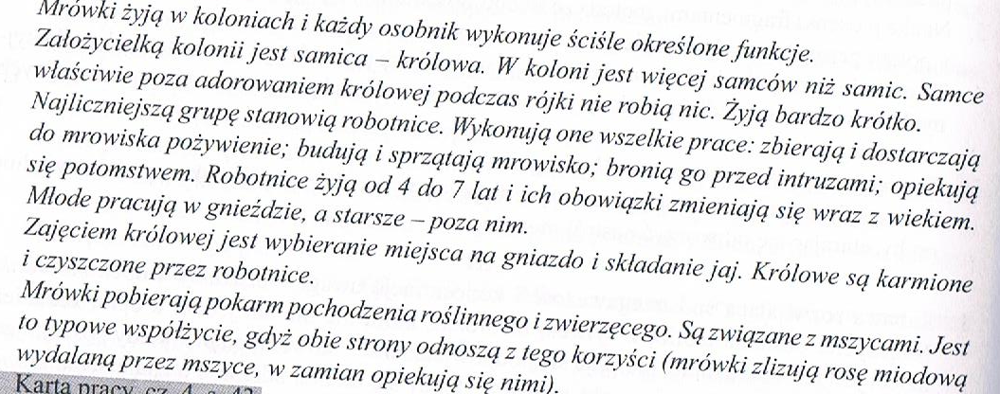 Mrówki żyją w koloniach i każdy osobnik wykonuje ściśle określone funkcje.
Założycielką kolonii jest samica – królowa. W koloni jest więcej samców niż samic. Samce
właściwie poza adorowaniem królowej podczas rójki nie robią nic. Żyją bardzo krótko.
Najliczniejszą grupę stanowią robotnice. Wykonują one wszelkie prace: zbierają i dostarczają
do mrowiska pożywienie; budują i sprzątają mrowisko; bronią go przed intruzami; opiekują
się potomstwem. Robotnice żyją od 4 do 7 lat i ich obowiązki zmieniają się wraz z wiekiem.
Młode pracują w gnieździe, a starsze – poza nim.
Zajęciem królowej jest wybieranie miejsca na gniazdo i składanie jaj. Królowe są karmione
i czyszczone przez robotnice.
Mrówki pobierają pokarm pochodzenia roślinnego i zwierzęcego. Są związane z mszycami. Jest
to typowe współżycie, gdyż obie strony odnoszą z tego korzyści (mrówki zlizują rosę miodową
wydalaną przez mszyce, w zamian opiekują się nimi).
Karta pracy, cz. 4, s.